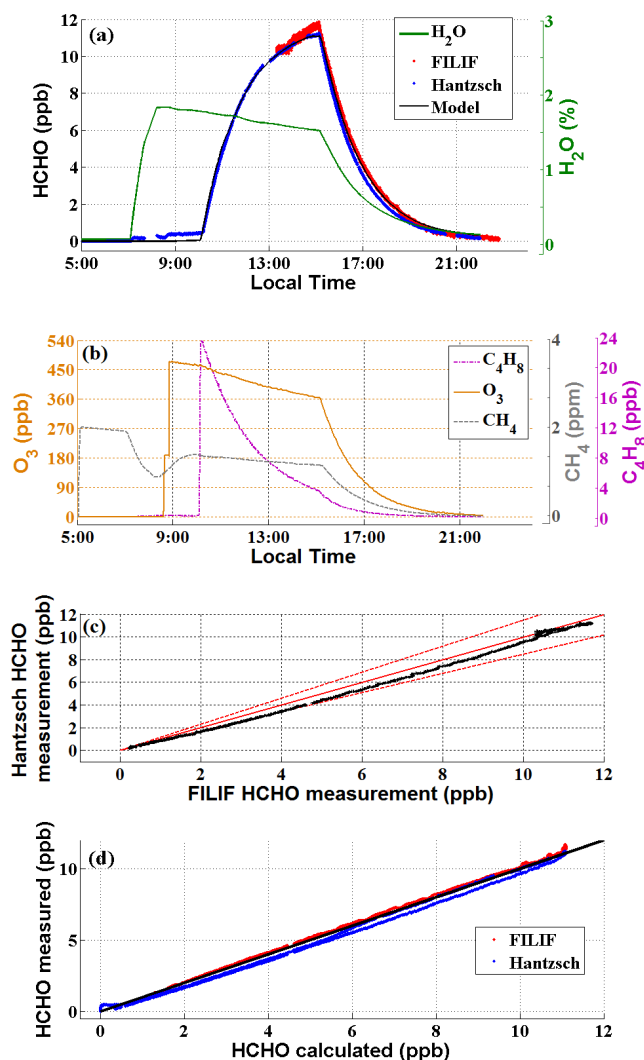 (a)
12
10
8
6
4
2
0
HCHO (ppb)
H2O
FILIF
Hantzsch
Model
3
2
1
0
H2O (%)
5:00 9:00 13:00 17:00 21:00
Local Time
(b)
540
450
360
270
180
90
0
O3 (ppb)
C4H8
O3
CH4
4
2
0
CH4 (ppm)
24
20
16
12
8
4
0
C4H8 (ppb)
5:00 9:00 13:00 17:00 21:00
Local Time
(c)
12
10
8
6
4
2
0
Hantzsch HCHO
measurement (ppb)
0 2 4 6 8 10 12
FILIF HCHO measurement (ppb)
(d)
10
5
0
HCHO measured (ppb)
FILIF
Hantzsch
0 2 4 6 8 10 12
HCHO calculated (ppb)